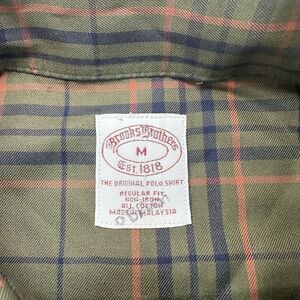 Brooks Brothers
M
Est. 1818
THE ORIGINAL POLO SHIRT
REGULAR FIT
NON-IRON
ALL COTTON
MADE IN MALAYSIA